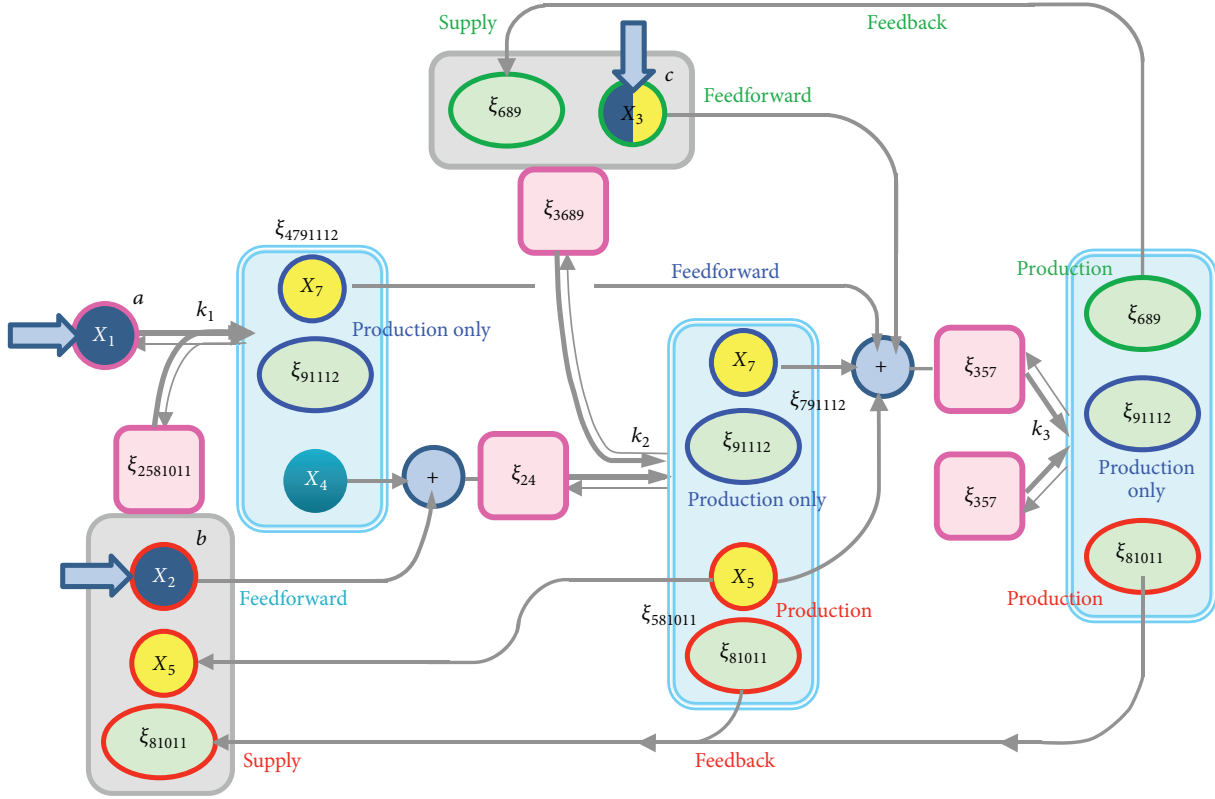 Supply
Feedback
ξ689
X3
c
Feedforward
ξ3689
ξ4791112
X7
Feedforward
Production
ξ689
a
k1
X1
Production only
ξ91112
X7
+
ξ357
ξ791112
ξ91112
k3
ξ91112
k2
Production
only
ξ2581011
X4
+
ξ24
Production only
ξ357
b
X2
Feedforward
X5
Production
ξ81011
Production
ξ581011
X5
ξ81011
ξ81011
Supply
Feedback